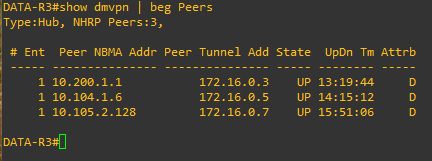 DATA-R3#show dmvpn | beg Peers
Type:Hub, NHRP Peers:3,
# Ent Peer NBMA Addr Peer Tunnel Add State UpDn Tm Attrb
----- --------------- --------------- ----- -------- -----
1 10.200.1.1 172.16.0.3 UP 13:19:44 D
1 10.104.1.6 172.16.0.5 UP 14:15:12 D
1 10.105.2.128 172.16.0.7 UP 15:51:06 D
DATA-R3#